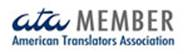 ata MEMBER
American Translators Association